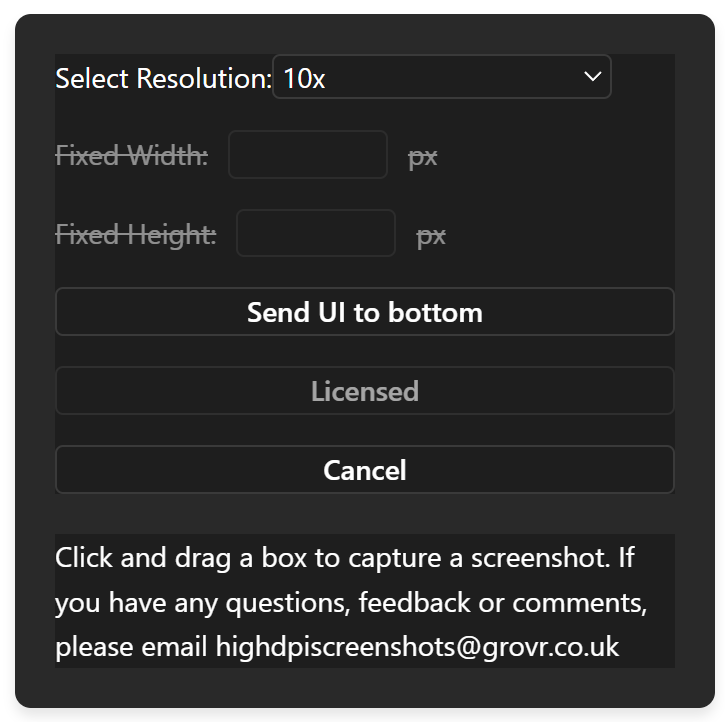 Select Resolution: 10x
Fixed Width: px
Fixed Height: px
Send UI to bottom
Licensed
Cancel
Click and drag a box to capture a screenshot. If
you have any questions, feedback or comments,
please email highdpiscreenshots@grovr.co.uk